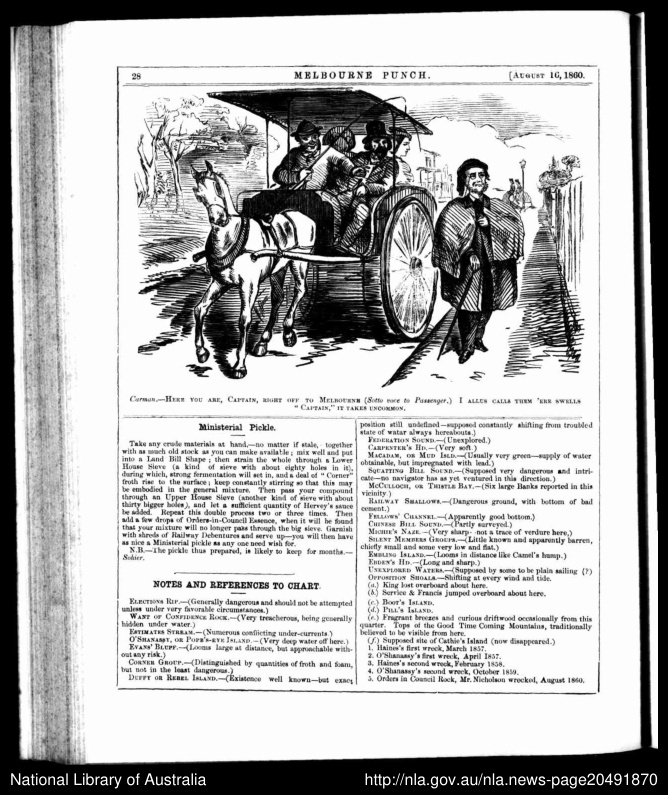 28
MELBOURNE PUNCH.
[August 16, 1860.
Carman.—Here you are, Captain, right off to Melbourne (Sotto voce to Passenger.) I allus calls them 'ere swells
"Captain," it takes uncommon.
Ministerial Pickle.
Take any crude materials at hand,—no matter if stale, together
with as much old stock as you can make available; mix well and put
into a Land Bill Shape; then strain the whole through a Lower
House Sieve (a kind of sieve with about eighty holes in it),
during which, strong fermentation will set in, and a deal of "Corner"
froth rise to the surface; keep constantly stirring so that this may
be embodied in the general mixture. Then pass your compound
through an Upper House Sieve (another kind of sieve with about
thirty bigger holes), and let a sufficient quantity of Hervey's sauce
be added. Repeat this double process two or three times. Then
add a few drops of Orders-in-Council Essence, when it will be found
that your mixture will no longer pass through the big sieve. Garnish
with shreds of Railway Debentures and serve up—you will then have
as nice a Ministerial pickle as any one need wish for.
N.B.—The pickle thus prepared, is likely to keep for months.—
Sohier.
NOTES AND REFERENCES TO CHART.
Elections Rip.—(Generally dangerous and should not be attempted
unless under very favorable circumstances.)
Want of Confidence Rock.—(Very treacherous, being generally
hidden under water.)
Estimates Stream.—(Numerous conflicting under-currents.)
O'Shanassy, or Pope's-eye Island.—(Very deep water off here.)
Evans' Bluff.—(Looms large at distance, but approachable with-
out any risk.)
Corner Group.—(Distinguished by quantities of froth and foam,
but not in the least dangerous.)
Duffy or Rebel Island.—(Existence well known—but exact
position still undefined—supposed constantly shifting from troubled
state of water always hereabouts.)
Federation Sound.—(Unexplored.)
Carpenter's Hd.—(Very soft.)
Macadam, or Mud Isld.—(Usually very green—supply of water
obtainable, but impregnated with lead.)
Squatting Bill Sound.—(Supposed very dangerous and intri-
cate—no navigator has as yet ventured in this direction.)
McCulloch, or Thistle Bay.—(Six large Banks reported in this
vicinity.)
Railway Shallows.—(Dangerous ground, with bottom of bad
cement.)
Fellows' Channel.—(Apparently good bottom.)
Chinese Bill Sound.—(Partly surveyed.)
Michie's Naze.—(Very sharp—not a trace of verdure here.)
Silent Members Groups.—(Little known and apparently barren,
chiefly small and some very low and flat.)
Embling Island.—(Looms in distance like Camel's hump.)
Ebden's Hd.—(Long and sharp.)
Unexplored Waters.—(Supposed by some to be plain sailing (?)
Opposition Shoals.—Shifting at every wind and tide.
(a.) King lost overboard about here.
(b.) Service & Francis jumped overboard about here.
(c.) Boot's Island.
(d.) Pill's Island.
(e.) Fragrant breezes and curious driftwood occasionally from this
quarter. Tops of the Good Time Coming Mountains, traditionally
believed to be visible from here.
(f.) Supposed site of Cathie's Island (now disappeared.)
1. Haines's first wreck, March 1857.
2. O'Shanassy's first wreck, April 1857.
3. Haines's second wreck, February 1858.
4. O'Shanassy's second wreck, October 1859.
5. Orders in Council Rock, Mr. Nicholson wrecked, August 1860.
National Library of Australia
http://nla.gov.au/nla.news-page20491870